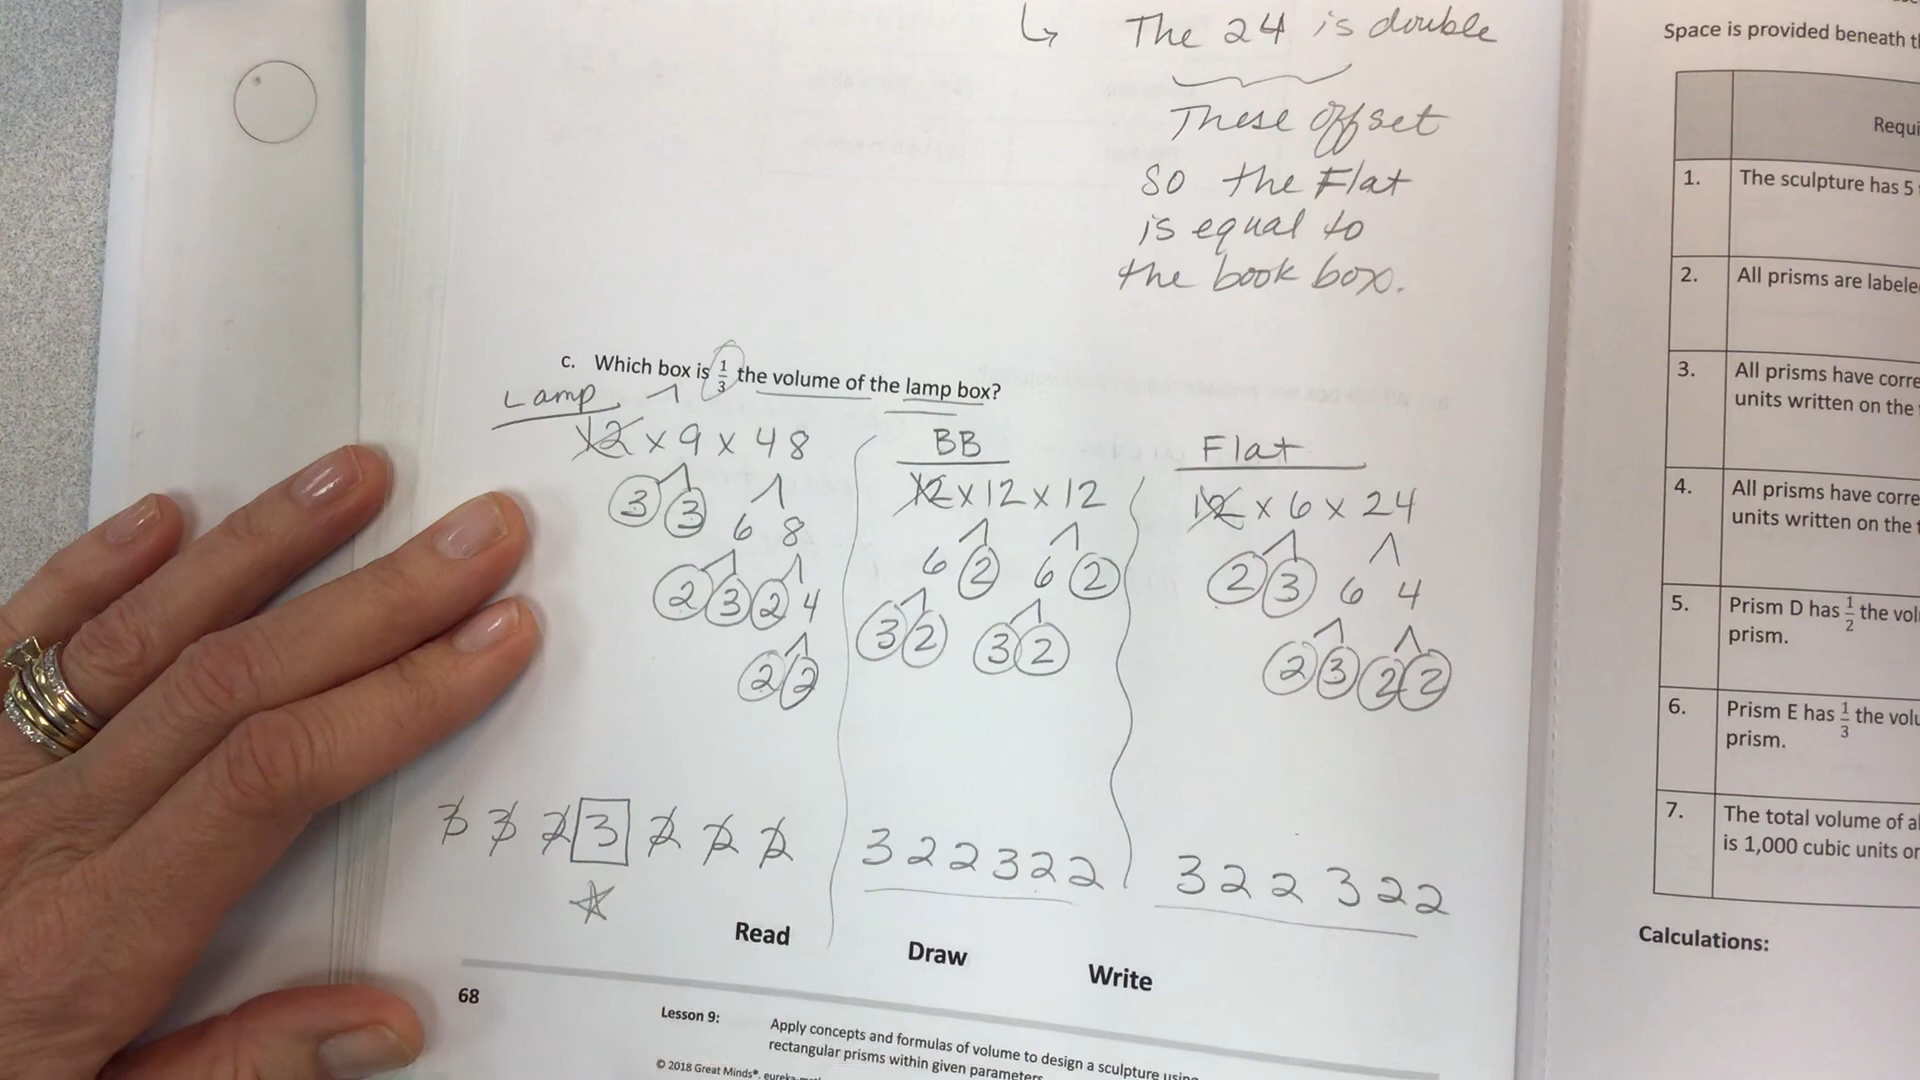 ↳ The 24 is double
These offset
so the Flat
is equal to
the book box.
c. Which box is 1/3 the volume of the lamp box?
Lamp
12 x 9 x 48
3 3 6 8
2 3 2 4
2 2
3 3 2 3 2 2 2
BB
12 x 12 x 12
6 2 6 2
3 2 3 2
3 2 2 3 2 2
Flat
12 x 6 x 24
2 3 6 4
2 3 2 2
3 2 2 3 2 2
Read
Draw
Write
68
Lesson 9:
Apply concepts and formulas of volume to design a sculpture using
rectangular prisms within given parameters
© 2018 Great Minds®.
Space is provided beneath
Requi
1. The sculpture has 5
2. All prisms are labele
3. All prisms have corre
units written on the
4. All prisms have corre
units written on the
5. Prism D has 1/2 the vol
prism.
6. Prism E has 1/3 the volu
prism.
7. The total volume of al
is 1,000 cubic units or
Calculations: